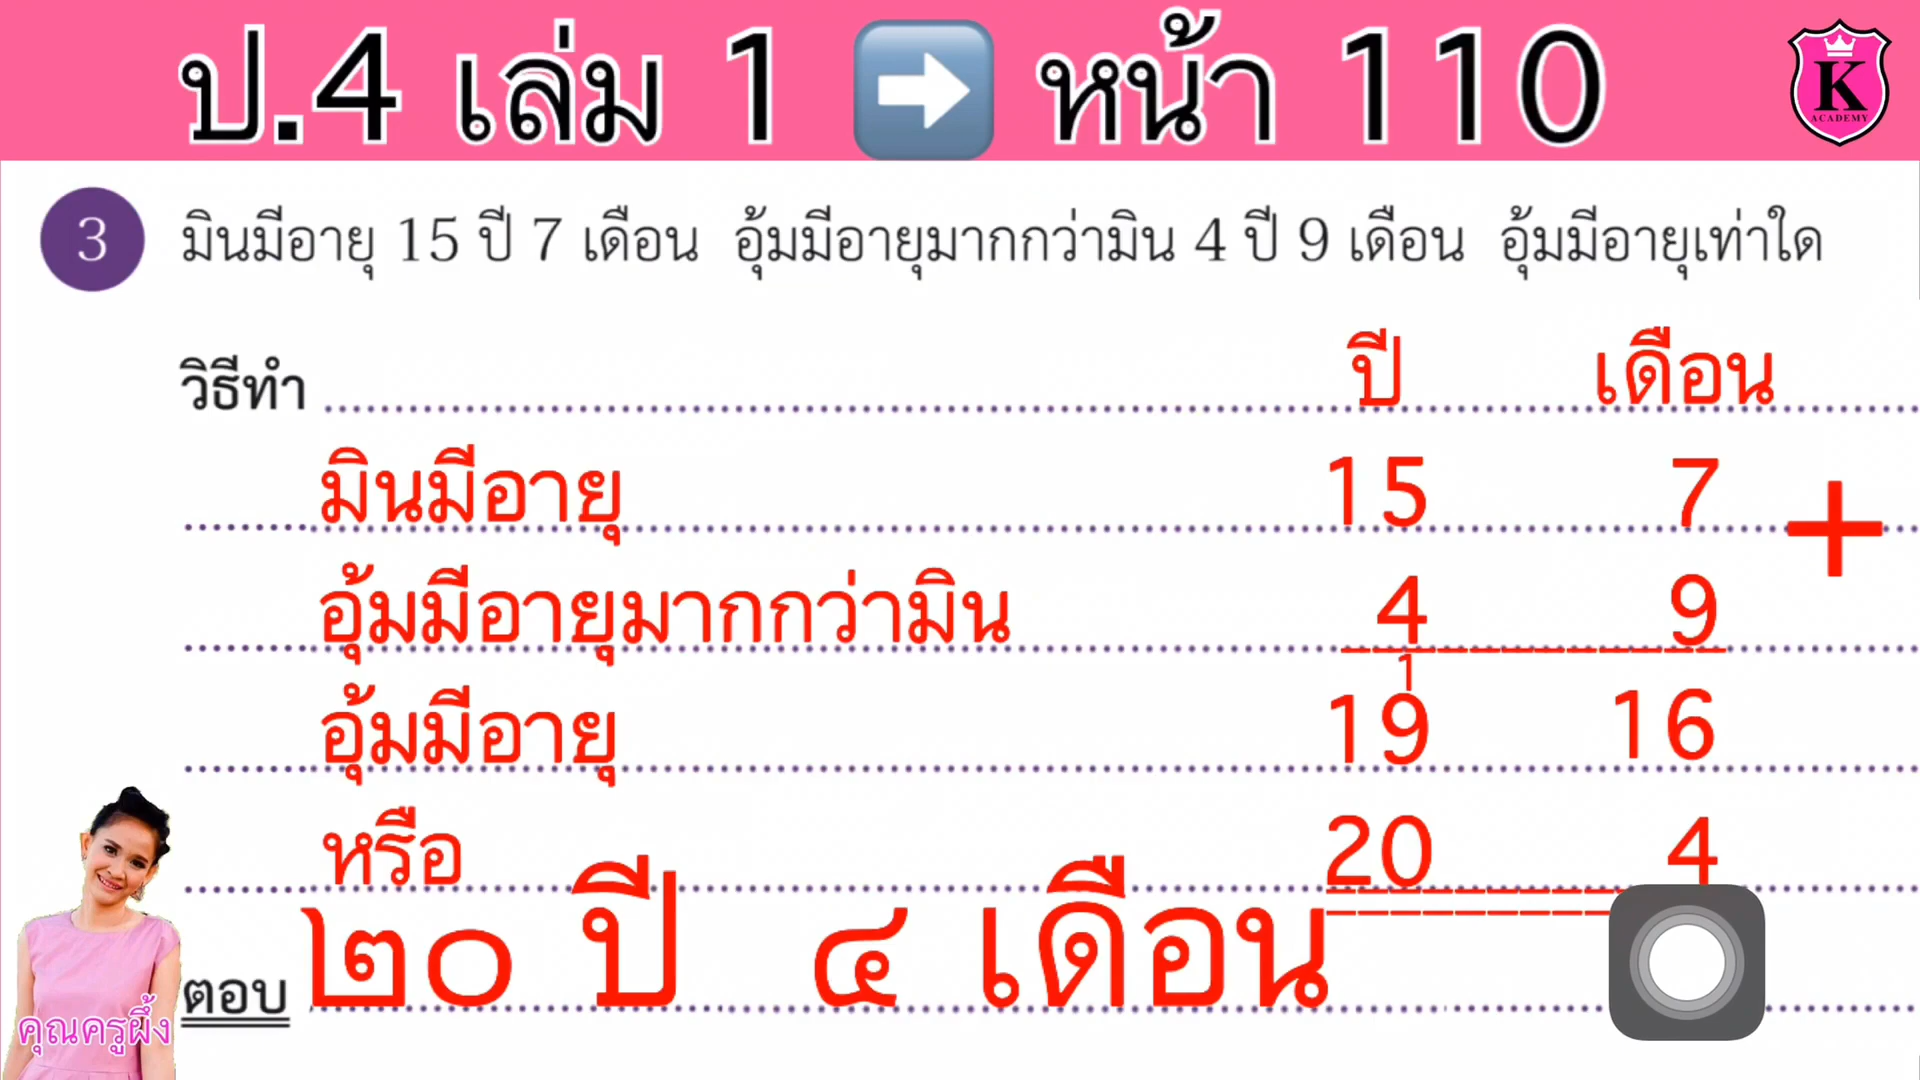 ป.4 เล่ม 1 ➡ หน้า 110
K
ACADEMY
3 มินมีอายุ 15 ปี 7 เดือน อุ้มมีอายุมากกว่ามิน 4 ปี 9 เดือน อุ้มมีอายุเท่าใด
วิธีทำ ปี เดือน
มินมีอายุ 15 7
+
อุ้มมีอายุมากกว่ามิน 4 9
1
อุ้มมีอายุ 19 16
หรือ 20 4
ตอบ ๒๐ ปี ๔ เดือน
คุณครูผึ้ง